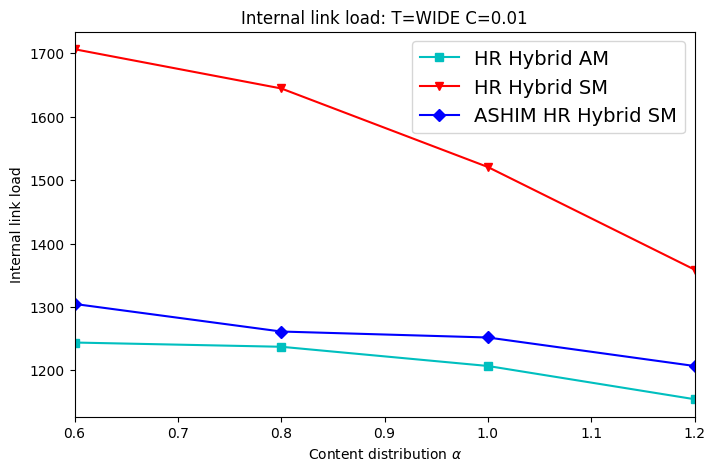 Internal link load: T=WIDE C=0.01
HR Hybrid AM
HR Hybrid SM
ASHIM HR Hybrid SM
Internal link load
1700
1600
1500
1400
1300
1200
0.6 0.7 0.8 0.9 1.0 1.1 1.2
Content distribution α